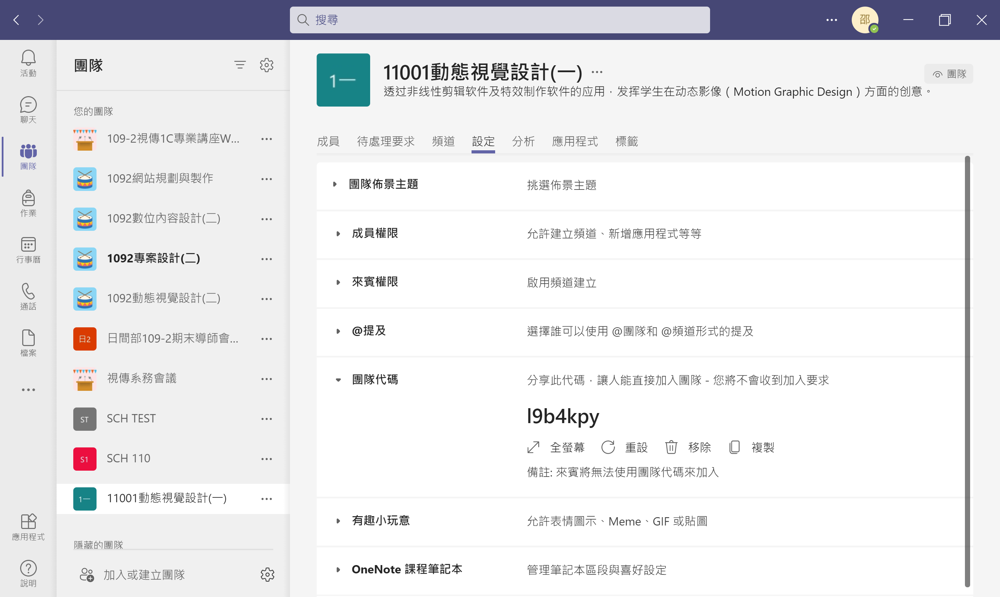 搜尋
邵
活動
聊天
團隊
作業
行事曆
通話
檔案
應用程式
說明
團隊
您的團隊
109-2視傳1C專業講座W...
1092網站規劃與製作
1092數位內容設計(二)
1092專案設計(二)
1092動態視覺設計(二)
日2
日間部109-2期末導師會...
視傳系務會議
ST
SCH TEST
S1
SCH 110
1一
11001動態視覺設計(一)
隱藏的團隊
加入或建立團隊
1一
11001動態視覺設計(一)
團隊
透过非线性剪辑软件及特效制作软件的应用，发挥学生在动态影像（Motion Graphic Design）方面的创意。
成員 待處理要求 頻道 設定 分析 應用程式 標籤
團隊佈景主題 挑選佈景主題
成員權限 允許建立頻道、新增應用程式等等
來賓權限 啟用頻道建立
@提及 選擇誰可以使用 @團隊和 @頻道形式的提及
團隊代碼 分享此代碼，讓人能直接加入團隊 - 您將不會收到加入要求
l9b4kpy
全螢幕 重設 移除 複製
備註: 來賓將無法使用團隊代碼來加入
有趣小玩意 允許表情圖示、Meme、GIF 或貼圖
OneNote 課程筆記本 管理筆記本區段與喜好設定